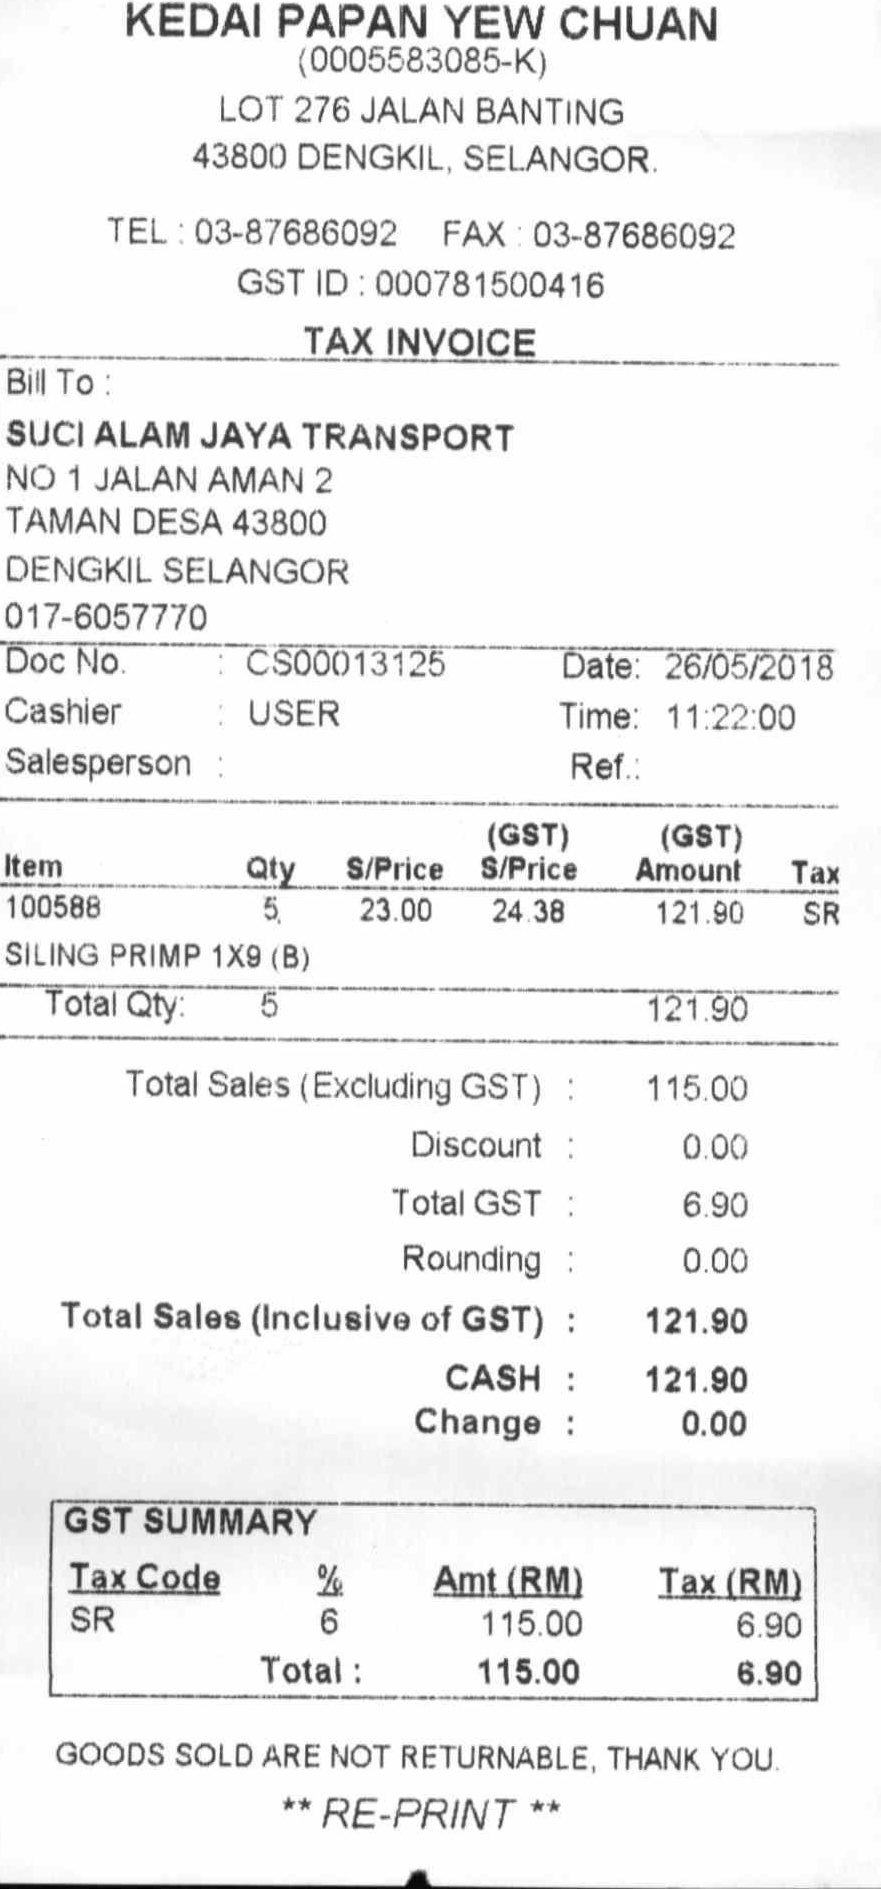 KEDAI PAPAN YEW CHUAN
(0005583085-K)
LOT 276 JALAN BANTING
43800 DENGKIL, SELANGOR.
TEL : 03-87686092 FAX : 03-87686092
GST ID : 000781500416
TAX INVOICE
Bill To :
SUCI ALAM JAYA TRANSPORT
NO 1 JALAN AMAN 2
TAMAN DESA 43800
DENGKIL SELANGOR
017-6057770
Doc No. : CS00013125 Date: 26/05/2018
Cashier : USER Time: 11:22:00
Salesperson : Ref.:
(GST) (GST)
Item Qty S/Price S/Price Amount Tax
100588 5 23.00 24.38 121.90 SR
SILING PRIMP 1X9 (B)
Total Qty: 5 121.90
Total Sales (Excluding GST) : 115.00
Discount : 0.00
Total GST : 6.90
Rounding : 0.00
Total Sales (Inclusive of GST) : 121.90
CASH : 121.90
Change : 0.00
GST SUMMARY
Tax Code % Amt (RM) Tax (RM)
SR 6 115.00 6.90
Total : 115.00 6.90
GOODS SOLD ARE NOT RETURNABLE, THANK YOU.
** RE-PRINT **